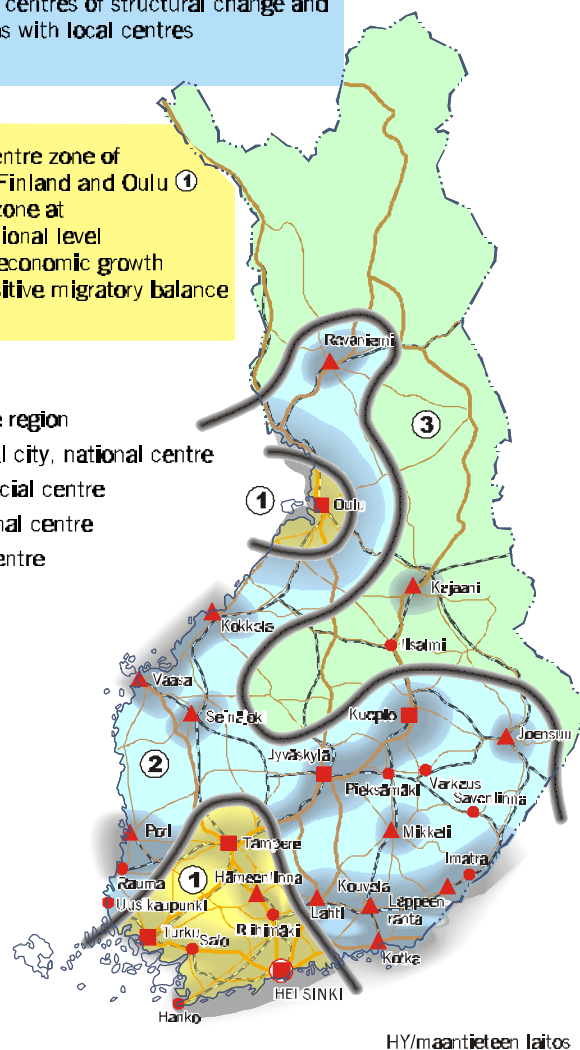 centres of structural change and
s with local centres
entre zone of
Finland and Oulu 1
zone at
ional level
economic growth
sitive migratory balance
e region
l city, national centre
cial centre
nal centre
entre
Rovaniemi
3
1
Oulu
Kajaani
Kokkola
Iisalmi
Vaasa
Seinäjok
Kuopio
Joensuu
2
Jyväskylä
Pieksämäki
Varkaus
Savonlinna
Pori
Tampere
Mikkeli
Imatra
Rauma
1
Hämeenlinna
Kouvola
Uusikaupunki
Lahti
Lappeen-
ranta
Turku
Salo
Riihimäki
Kotka
HELSINKI
Hanko
HY/maantieteen laitos